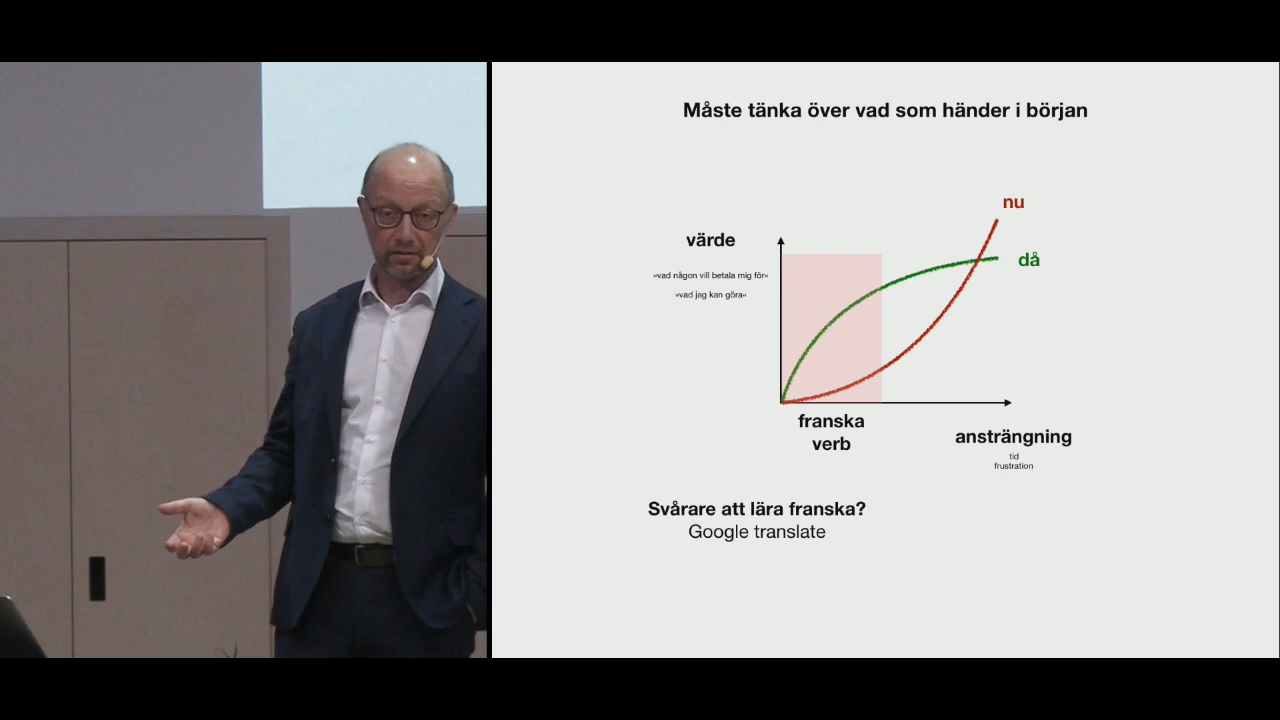 Måste tänka över vad som händer i början
nu
värde
då
»vad någon vill betala mig för«
»vad jag kan göra«
franska
verb
ansträngning
tid
frustration
Svårare att lära franska?
Google translate